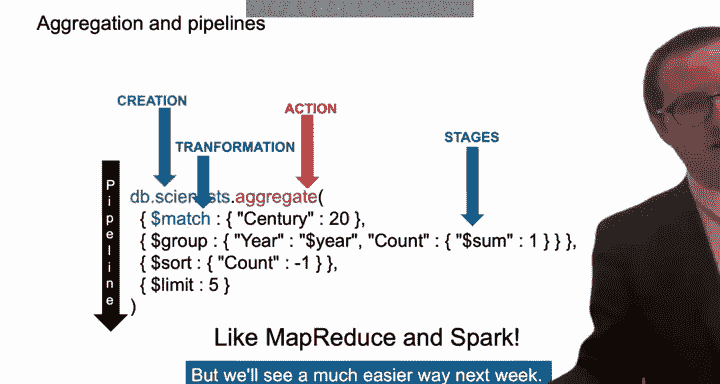 Aggregation and pipelines
CREATION
ACTION
TRANFORMATION
STAGES
Pipeline
db.scientists.aggregate(
{ $match : { "Century" : 20 },
{ $group : { "Year" : "$year", "Count" : { "$sum" : 1 } } },
{ $sort : { "Count" : -1 } },
{ $limit : 5 }
)
Like MapReduce and Spark!
But we'll see a much easier way next week.